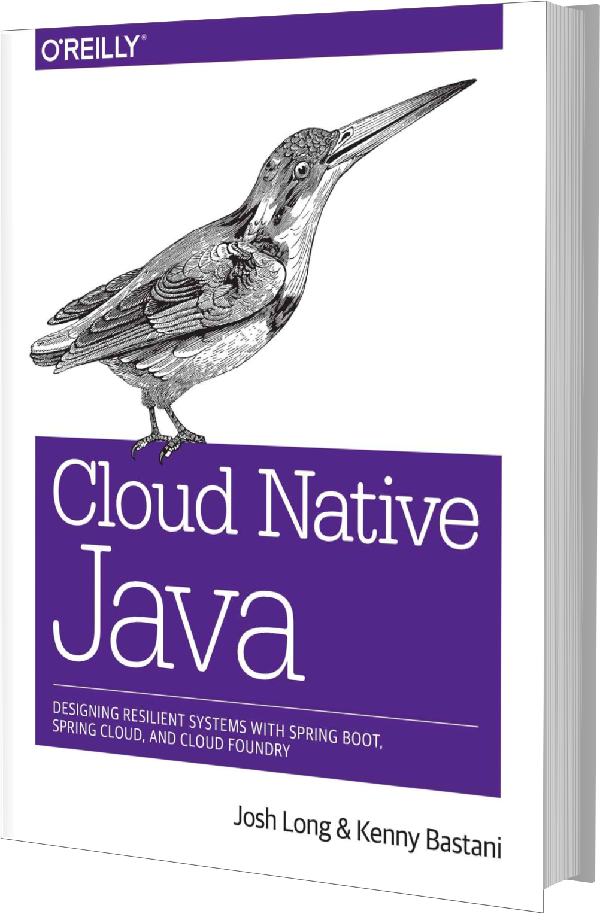 O'REILLY®
Cloud Native
Java
DESIGNING RESILIENT SYSTEMS WITH SPRING BOOT,
SPRING CLOUD, AND CLOUD FOUNDRY
Josh Long & Kenny Bastani